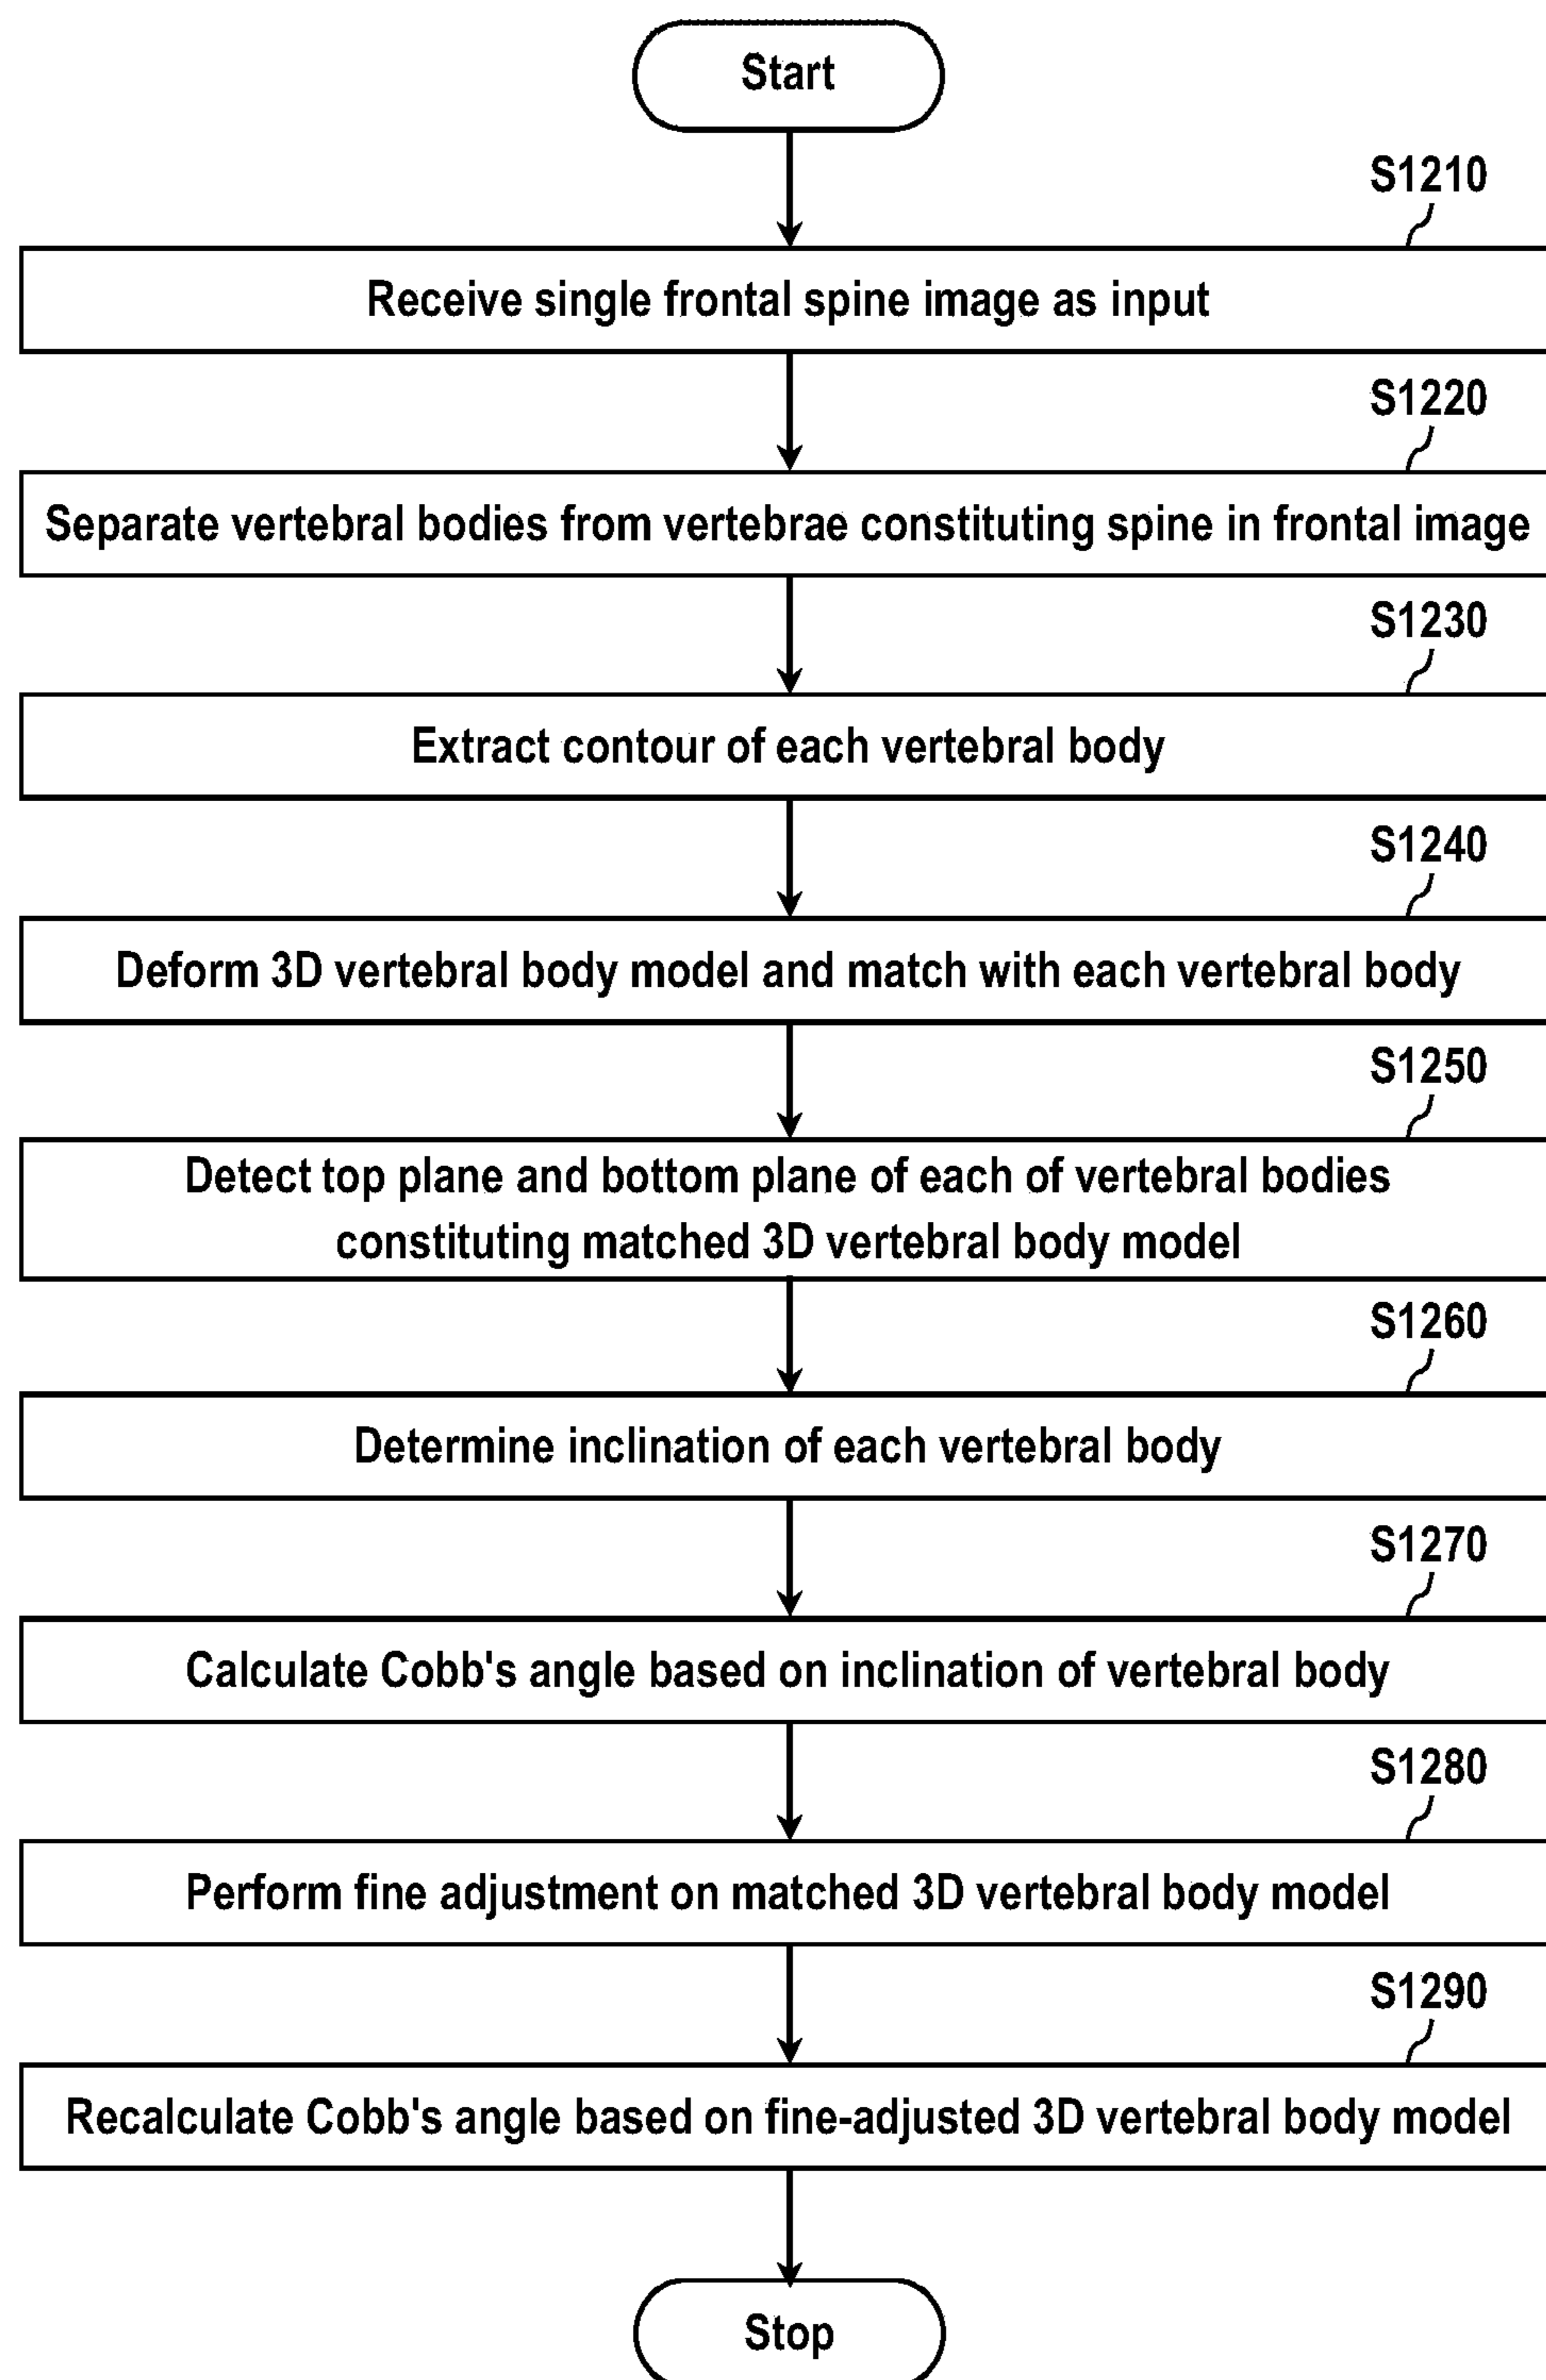 Start
S1210
Receive single frontal spine image as input
S1220
Separate vertebral bodies from vertebrae constituting spine in frontal image
S1230
Extract contour of each vertebral body
S1240
Deform 3D vertebral body model and match with each vertebral body
S1250
Detect top plane and bottom plane of each of vertebral bodies
constituting matched 3D vertebral body model
S1260
Determine inclination of each vertebral body
S1270
Calculate Cobb's angle based on inclination of vertebral body
S1280
Perform fine adjustment on matched 3D vertebral body model
S1290
Recalculate Cobb's angle based on fine-adjusted 3D vertebral body model
Stop